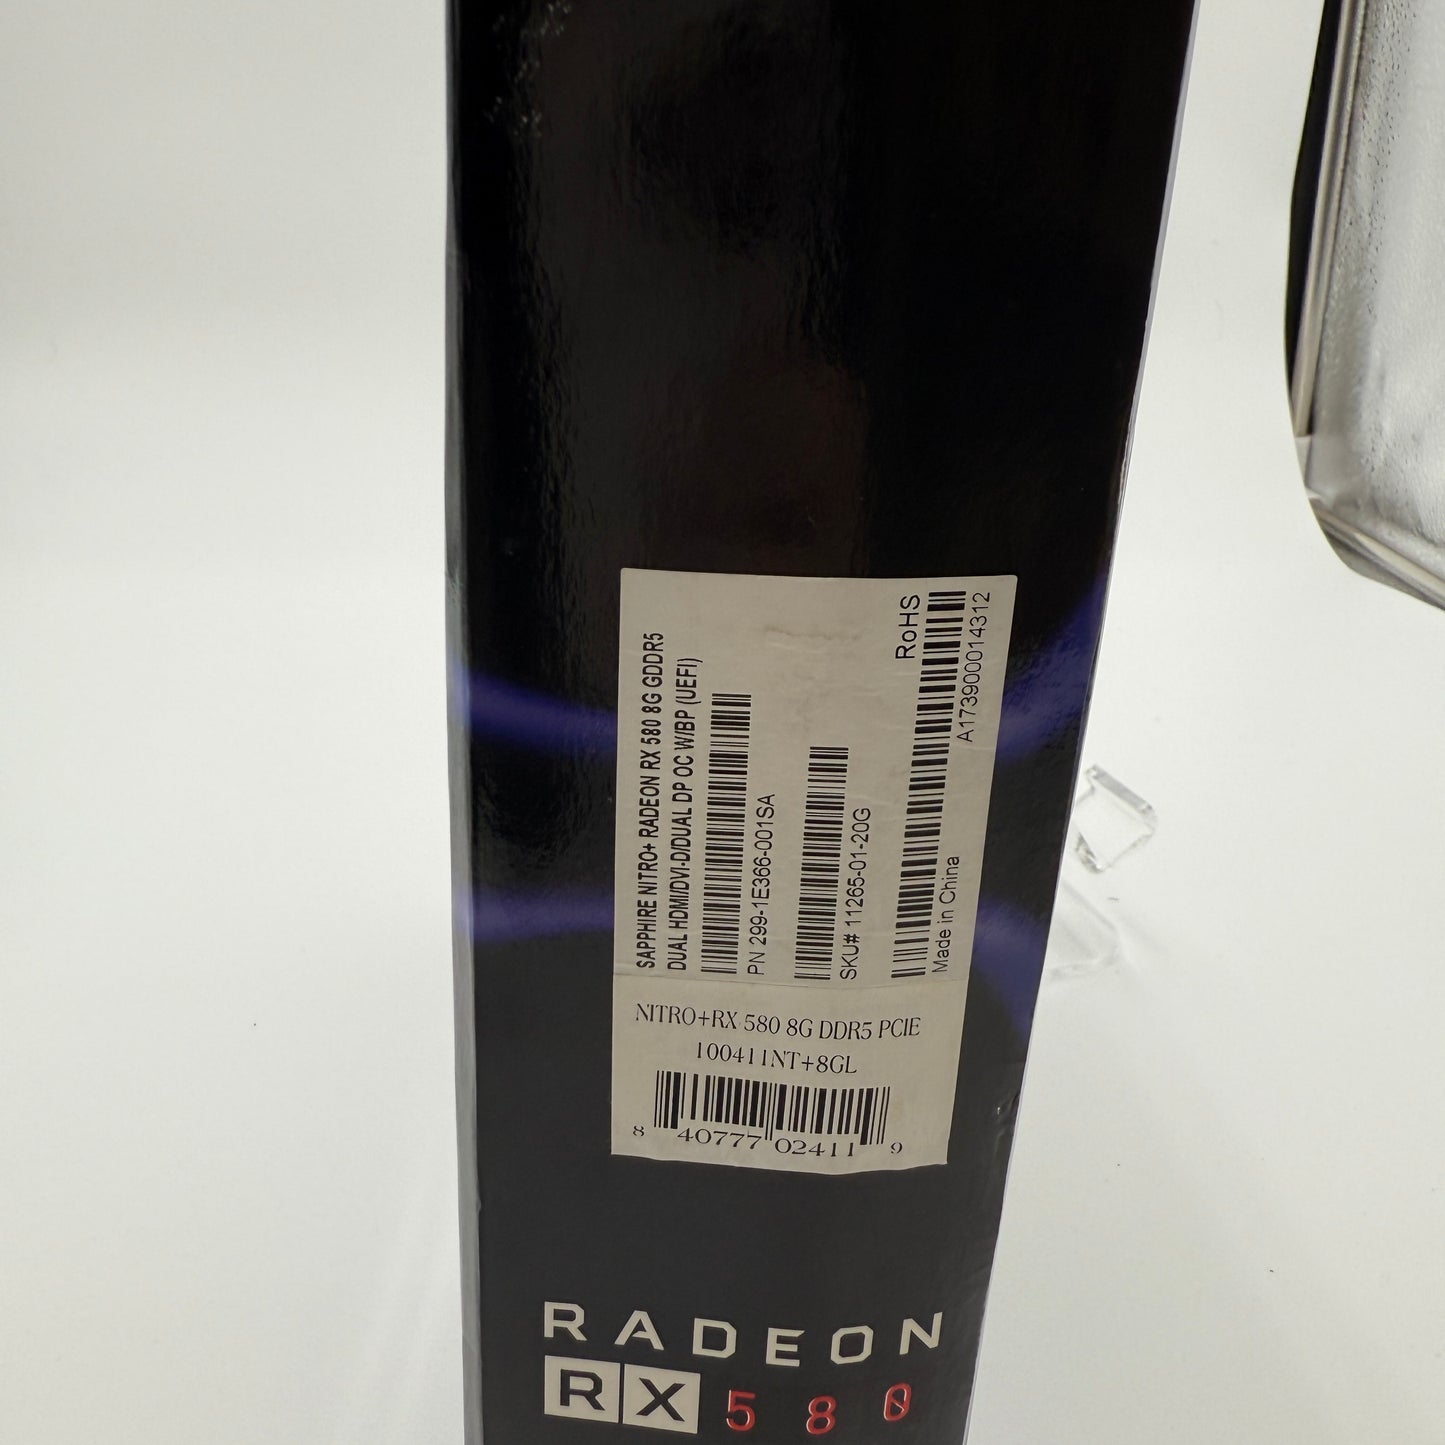 SAPPHIRE NITRO+ RADEON RX 580 8G GDDR5
DUAL HDMI/DVI-D/DUAL DP OC W/BP (UEFI)
PN 299-1E366-001SA
SKU# 11265-01-20G
RoHS
Made in China
A173900014312
NITRO+RX 580 8G DDR5 PCIE
100411NT+8GL
8 40777 02411 9
RADEON
RX 580